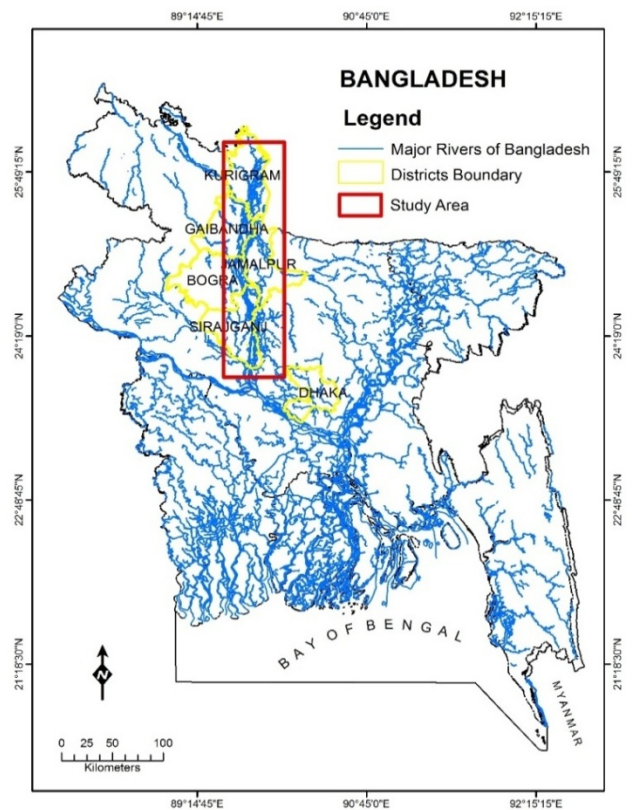 89°14'45"E 90°45'0"E 92°15'15"E
BANGLADESH
Legend
Major Rivers of Bangladesh
Districts Boundary
Study Area
25°49'15"N 25°49'15"N
KURIGRAM
GAIBANDHA
JAMALPUR
BOGRA
SIRAJGANJ
24°19'0"N 24°19'0"N
DHAKA
22°48'45"N 22°48'45"N
BAY OF BENGAL
21°18'30"N 21°18'30"N
N
MYANMAR
0 25 50 100
Kilometers
89°14'45"E 90°45'0"E 92°15'15"E